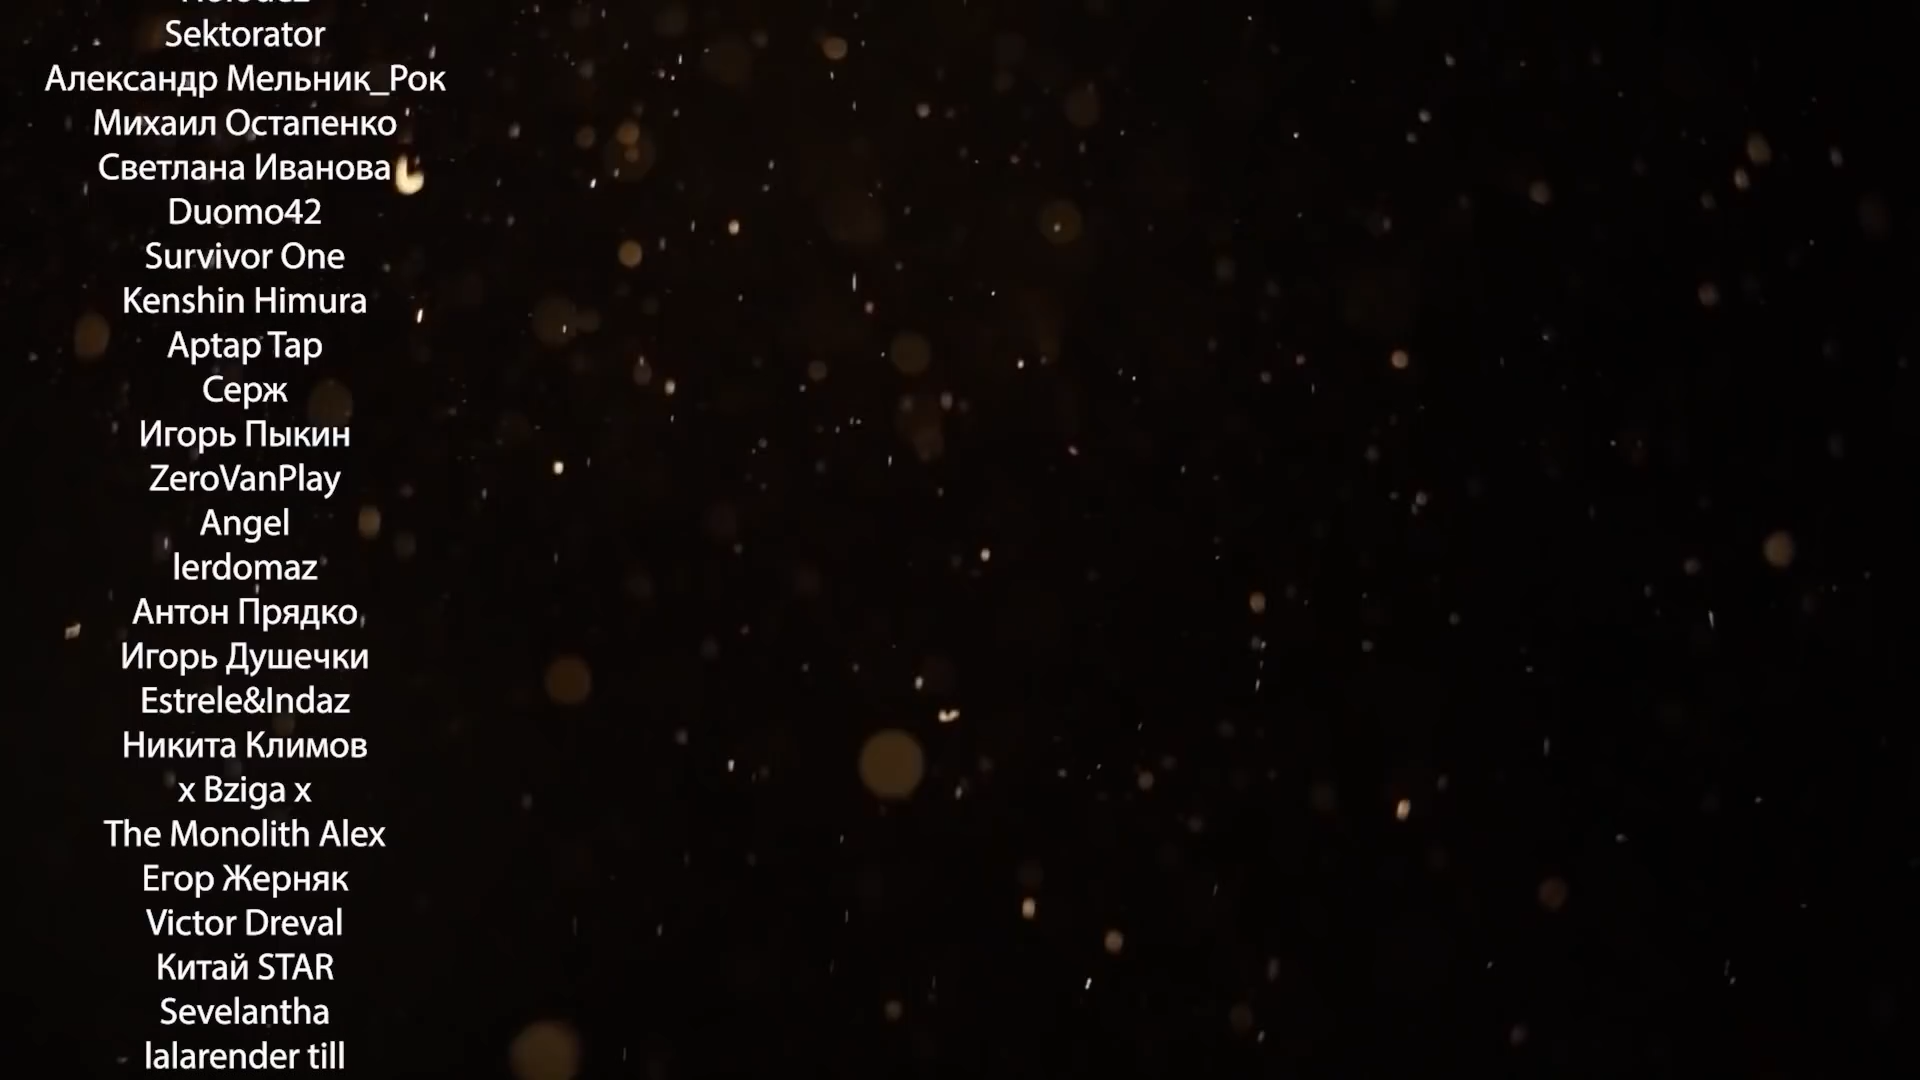 Sektorator
Александр Мельник_Рок
Михаил Остапенко
Светлана Иванова
Duomo42
Survivor One
Kenshin Himura
Артар Тар
Серж
Игорь Пыкин
ZeroVanPlay
Angel
lerdomaz
Антон Прядко
Игорь Душечки
Estrele&Indaz
Никита Климов
x Bziga x
The Monolith Alex
Егор Жерняк
Victor Dreval
Китай STAR
Sevelantha
lalarender till